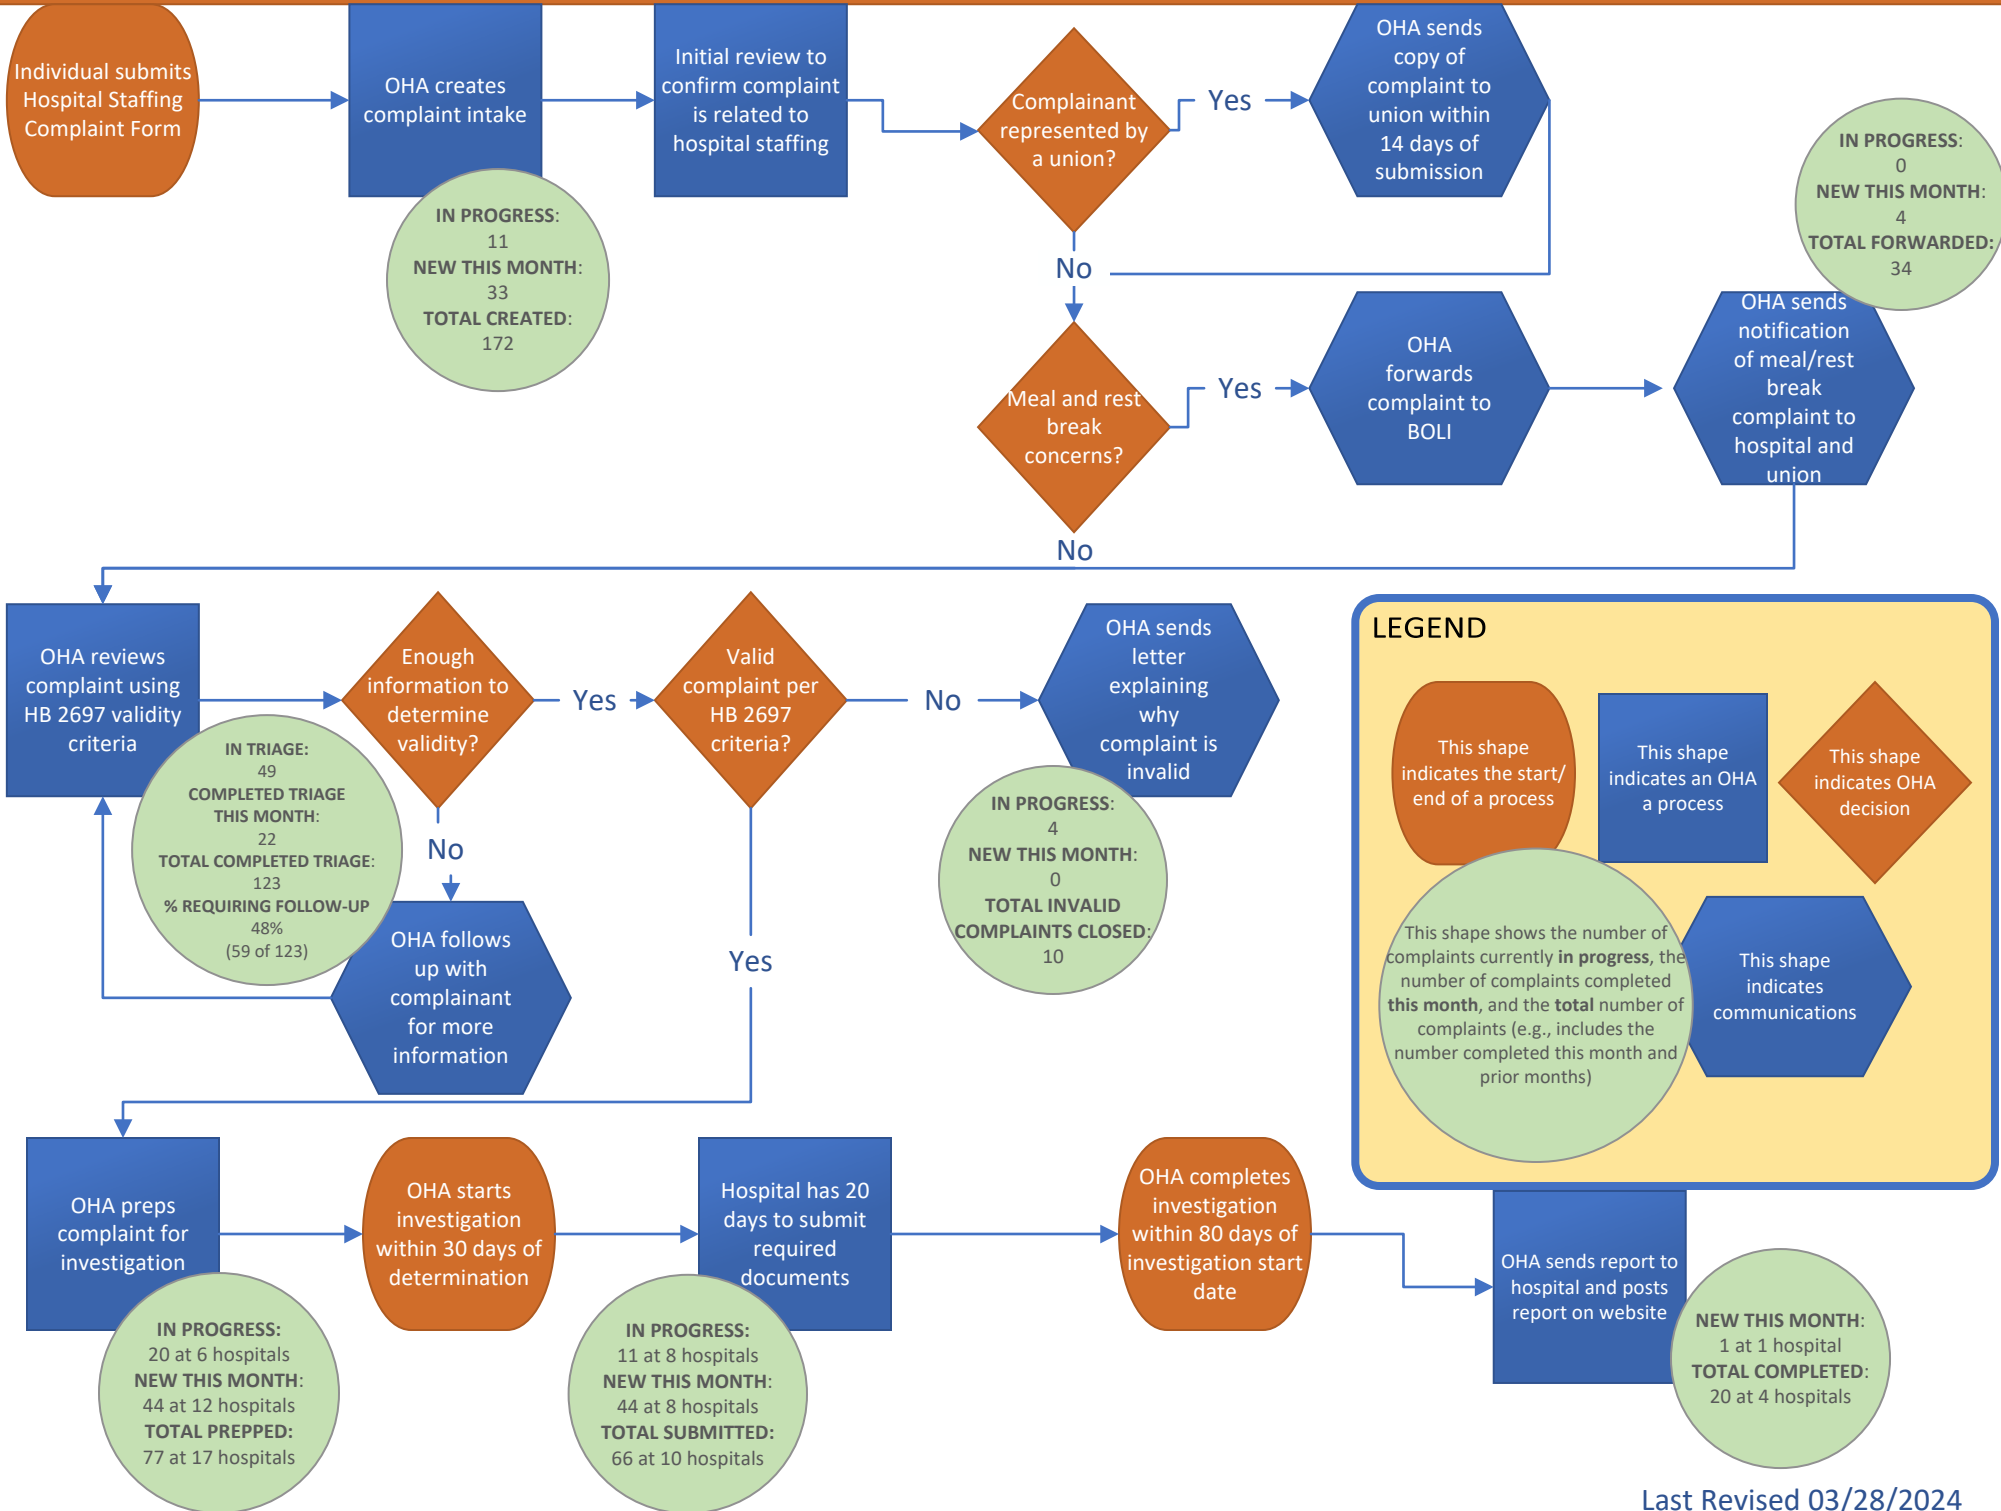 Individual submits
Hospital Staffing
Complaint Form
OHA creates
complaint intake
Initial review to
confirm complaint
is related to
hospital staffing
Complainant
represented by
a union?
Yes
OHA sends
copy of
complaint to
union within
14 days of
submission
IN PROGRESS:
11
NEW THIS MONTH:
33
TOTAL CREATED:
172
IN PROGRESS:
0
NEW THIS MONTH:
4
TOTAL FORWARDED:
34
No
Meal and rest
break
concerns?
Yes
OHA
forwards
complaint to
BOLI
OHA sends
notification
of meal/rest
break
complaint to
hospital and
union
No
OHA reviews
complaint using
HB 2697 validity
criteria
IN TRIAGE:
49
COMPLETED TRIAGE
THIS MONTH:
22
TOTAL COMPLETED TRIAGE:
123
% REQUIRING FOLLOW-UP
48%
(59 of 123)
Enough
information to
determine
validity?
Yes
No
OHA follows
up with
complainant
for more
information
Valid
complaint per
HB 2697
criteria?
No
Yes
OHA sends
letter
explaining
why
complaint is
invalid
IN PROGRESS:
4
NEW THIS MONTH:
0
TOTAL INVALID
COMPLAINTS CLOSED:
10
LEGEND
This shape
indicates the start/
end of a process
This shape
indicates an OHA
a process
This shape
indicates OHA
decision
This shape shows the number of
complaints currently in progress, the
number of complaints completed
this month, and the total number of
complaints (e.g., includes the
number completed this month and
prior months)
This shape
indicates
communications
OHA preps
complaint for
investigation
IN PROGRESS:
20 at 6 hospitals
NEW THIS MONTH:
44 at 12 hospitals
TOTAL PREPPED:
77 at 17 hospitals
OHA starts
investigation
within 30 days of
determination
Hospital has 20
days to submit
required
documents
IN PROGRESS:
11 at 8 hospitals
NEW THIS MONTH:
44 at 8 hospitals
TOTAL SUBMITTED:
66 at 10 hospitals
OHA completes
investigation
within 80 days of
investigation start
date
OHA sends report to
hospital and posts
report on website
NEW THIS MONTH:
1 at 1 hospital
TOTAL COMPLETED:
20 at 4 hospitals
Last Revised 03/28/2024